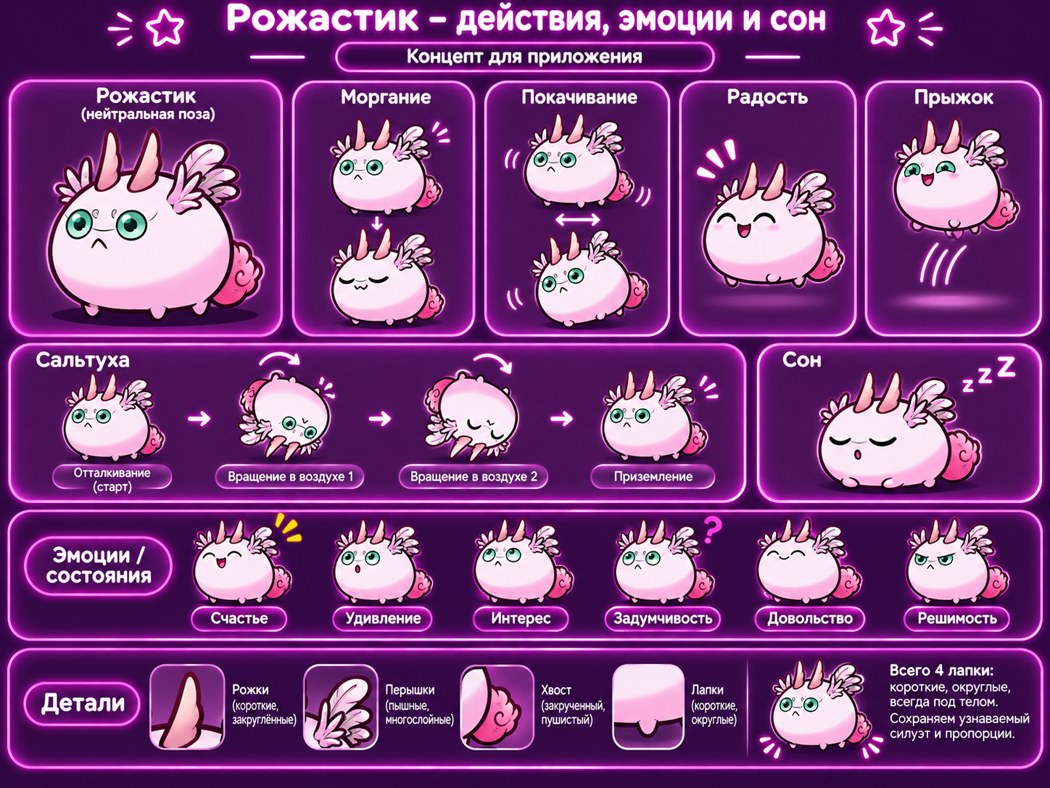 Рожастик – действия, эмоции и сон
Концепт для приложения
Рожастик
(нейтральная поза)
Моргание
Покачивание
Радость
Прыжок
Сальтуха
Отталкивание
(старт)
Вращение в воздухе 1
Вращение в воздухе 2
Приземление
Сон
z z Z
Эмоции /
состояния
?
Счастье
Удивление
Интерес
Задумчивость
Довольство
Решимость
Детали
Рожки
(короткие,
закруглённые)
Перышки
(пышные,
многослойные)
Хвост
(закрученный,
пушистый)
Лапки
(короткие,
округлые)
Всего 4 лапки:
короткие, округлые,
всегда под телом.
Сохраняем узнаваемый
силуэт и пропорции.